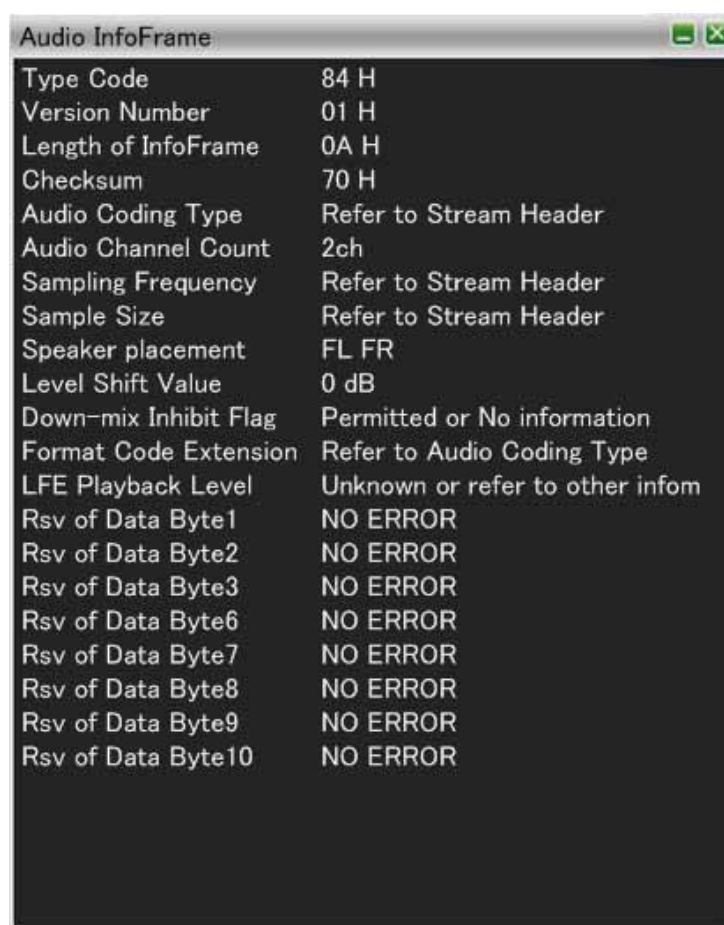 Audio InfoFrame
Type Code 84 H
Version Number 01 H
Length of InfoFrame 0A H
Checksum 70 H
Audio Coding Type Refer to Stream Header
Audio Channel Count 2ch
Sampling Frequency Refer to Stream Header
Sample Size Refer to Stream Header
Speaker placement FL FR
Level Shift Value 0 dB
Down-mix Inhibit Flag Permitted or No information
Format Code Extension Refer to Audio Coding Type
LFE Playback Level Unknown or refer to other infom
Rsv of Data Byte1 NO ERROR
Rsv of Data Byte2 NO ERROR
Rsv of Data Byte3 NO ERROR
Rsv of Data Byte6 NO ERROR
Rsv of Data Byte7 NO ERROR
Rsv of Data Byte8 NO ERROR
Rsv of Data Byte9 NO ERROR
Rsv of Data Byte10 NO ERROR